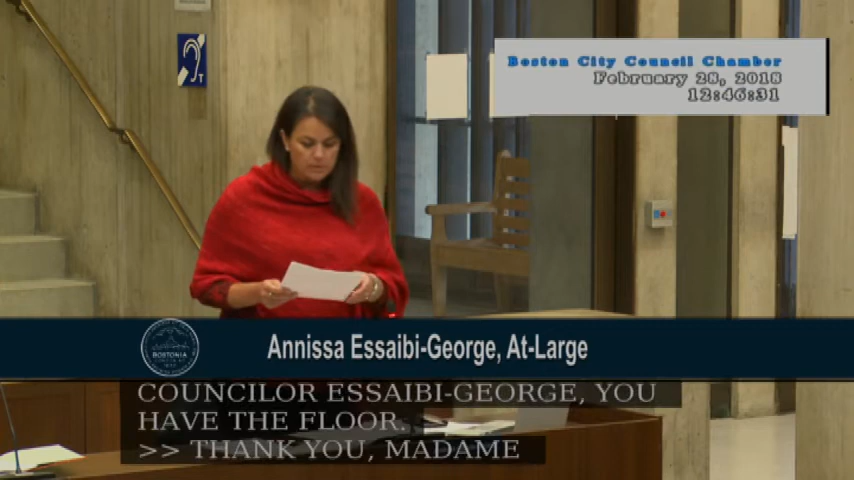 Boston City Council Chamber
February 28, 2018
12:46:31
T
BOSTONIA
Annissa Essaibi-George, At-Large
COUNCILOR ESSAIBI-GEORGE, YOU
HAVE THE FLOOR.
>> THANK YOU, MADAME